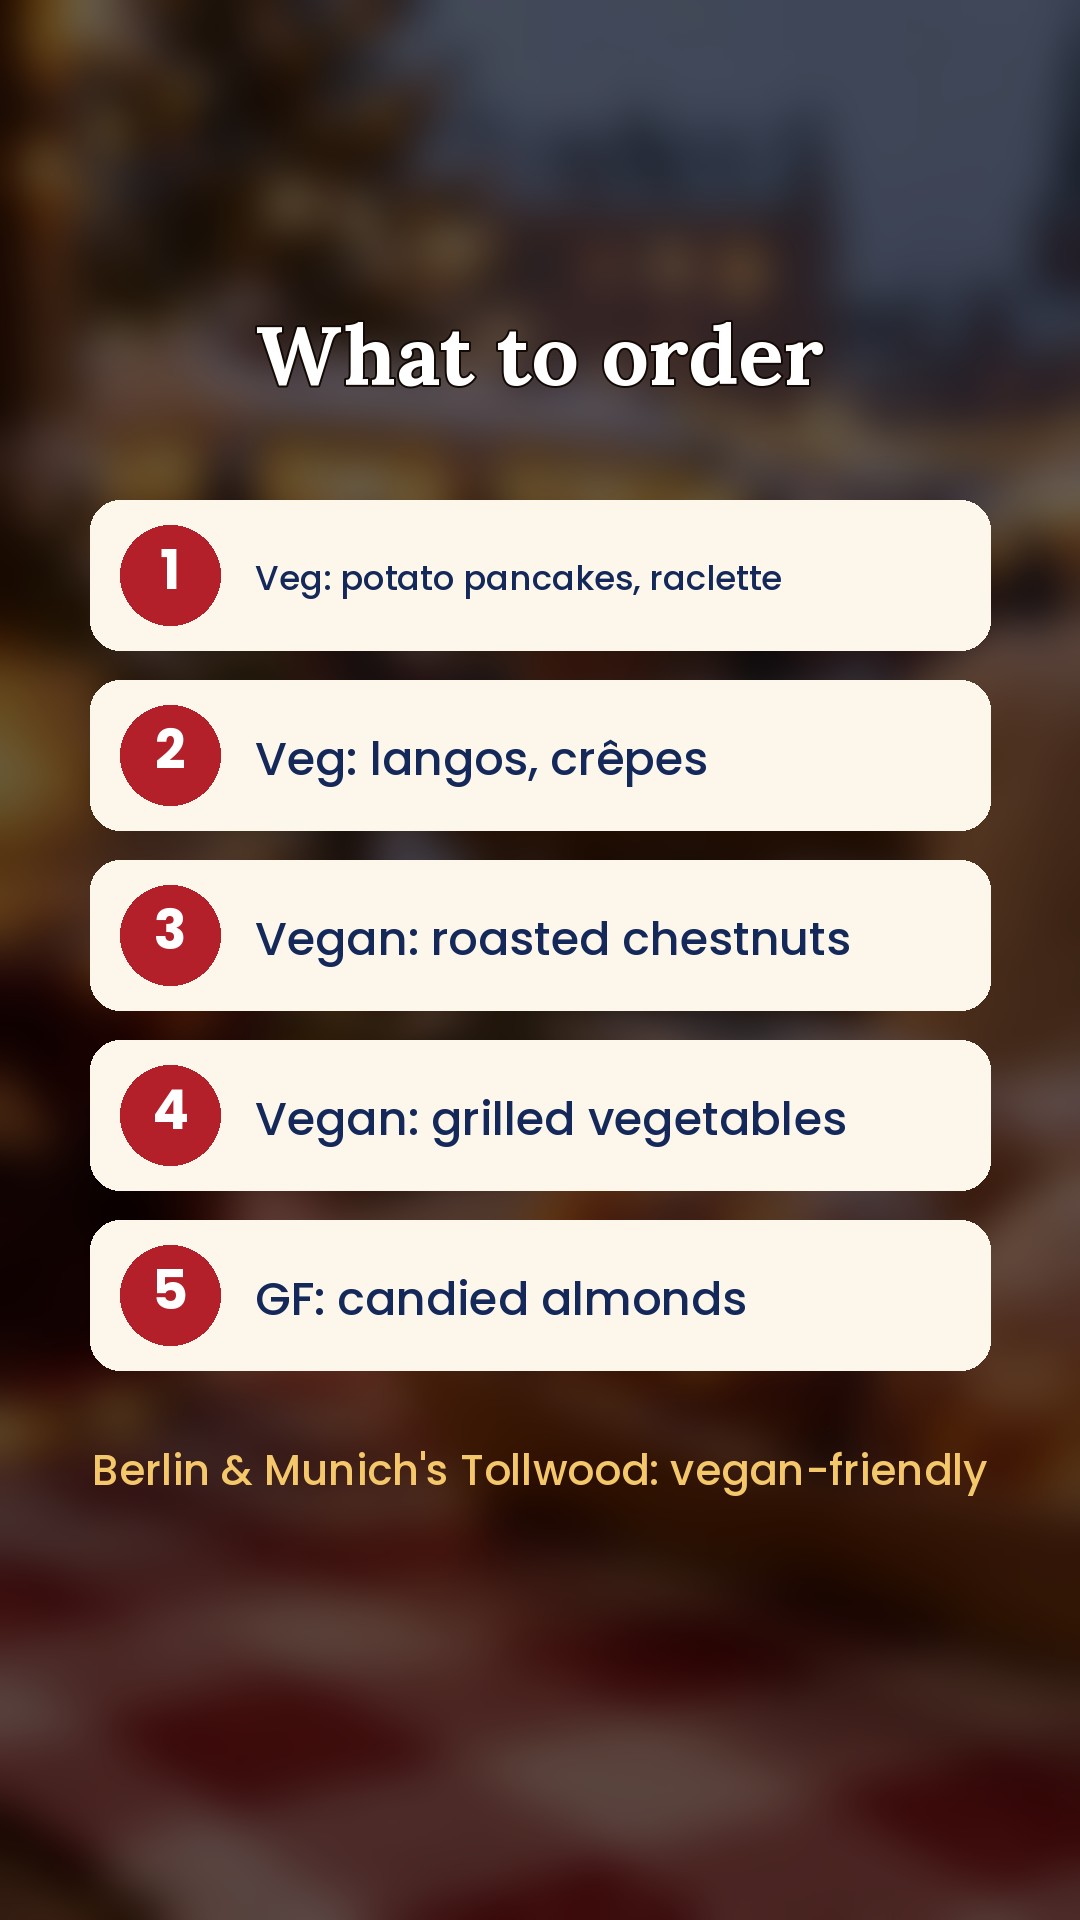 What to order
1 Veg: potato pancakes, raclette
2 Veg: langos, crêpes
3 Vegan: roasted chestnuts
4 Vegan: grilled vegetables
5 GF: candied almonds
Berlin & Munich's Tollwood: vegan-friendly